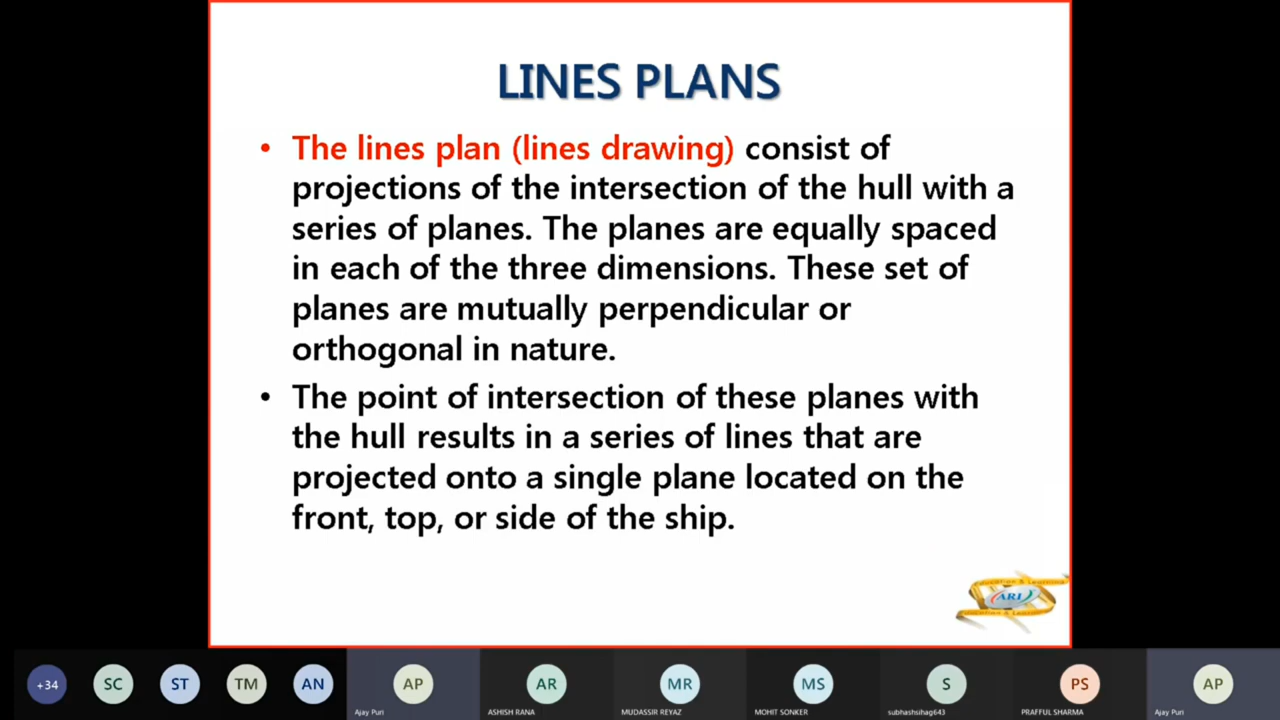 LINES PLANS
• The lines plan (lines drawing) consist of
projections of the intersection of the hull with a
series of planes. The planes are equally spaced
in each of the three dimensions. These set of
planes are mutually perpendicular or
orthogonal in nature.
• The point of intersection of these planes with
the hull results in a series of lines that are
projected onto a single plane located on the
front, top, or side of the ship.
Education & Learning
ARI
+34 SC ST TM AN AP AR MR MS S PS AP
Ajay Puri ASHISH RANA MUDASSIR REYAZ MOHIT SONKER subhashsihag643 PRAFFUL SHARMA Ajay Puri